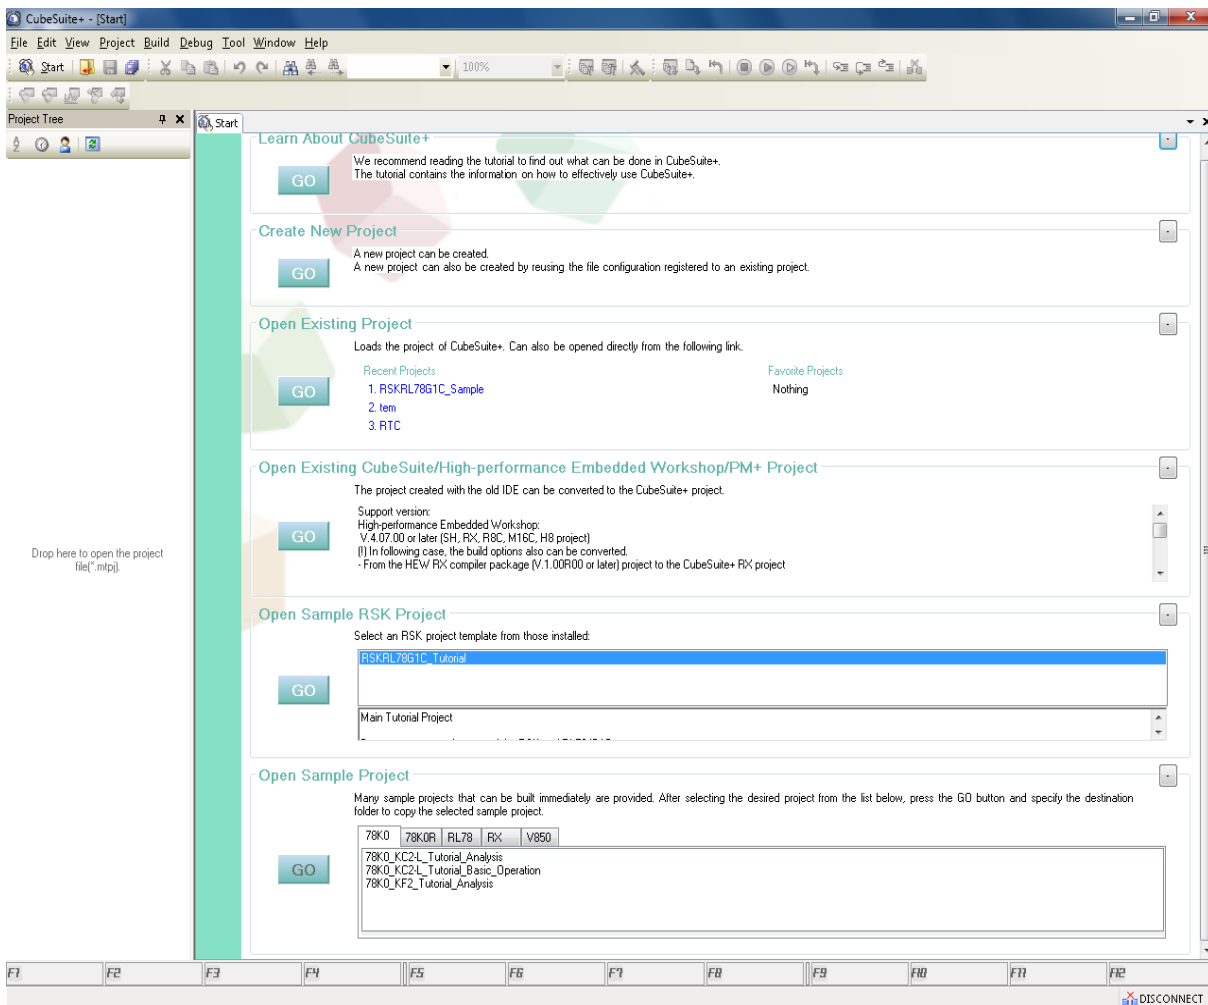 CubeSuite+ - [Start]
File Edit View Project Build Debug Tool Window Help
Start 100%
Project Tree
Start
Learn About CubeSuite+
GO
We recommend reading the tutorial to find out what can be done in CubeSuite+.
The tutorial contains the information on how to effectively use CubeSuite+.
Create New Project
GO
A new project can be created.
A new project can also be created by reusing the file configuration registered to an existing project.
Open Existing Project
Loads the project of CubeSuite+. Can also be opened directly from the following link.
GO
Recent Projects
1. RSKRL78G1C_Sample
2. tem
3. RTC
Favorite Projects
Nothing
Open Existing CubeSuite/High-performance Embedded Workshop/PM+ Project
The project created with the old IDE can be converted to the CubeSuite+ project.
GO
Support version:
High-performance Embedded Workshop:
V.4.07.00 or later (SH, RX, R8C, M16C, H8 project)
(!) In following case, the build options also can be converted.
- From the HEW RX compiler package (V.1.00R00 or later) project to the CubeSuite+ RX project
Drop here to open the project
file(*.mtpj).
Open Sample RSK Project
Select an RSK project template from those installed:
RSKRL78G1C_Tutorial
GO
Main Tutorial Project
Open Sample Project
Many sample projects that can be built immediately are provided. After selecting the desired project from the list below, press the GO button and specify the destination
folder to copy the selected sample project.
78K0 78K0R RL78 RX V850
GO
78K0_KC2-L_Tutorial_Analysis
78K0_KC2-L_Tutorial_Basic_Operation
78K0_KF2_Tutorial_Analysis
F1 F2 F3 F4 F5 F6 F7 F8 F9 F10 F11 F12
DISCONNECT